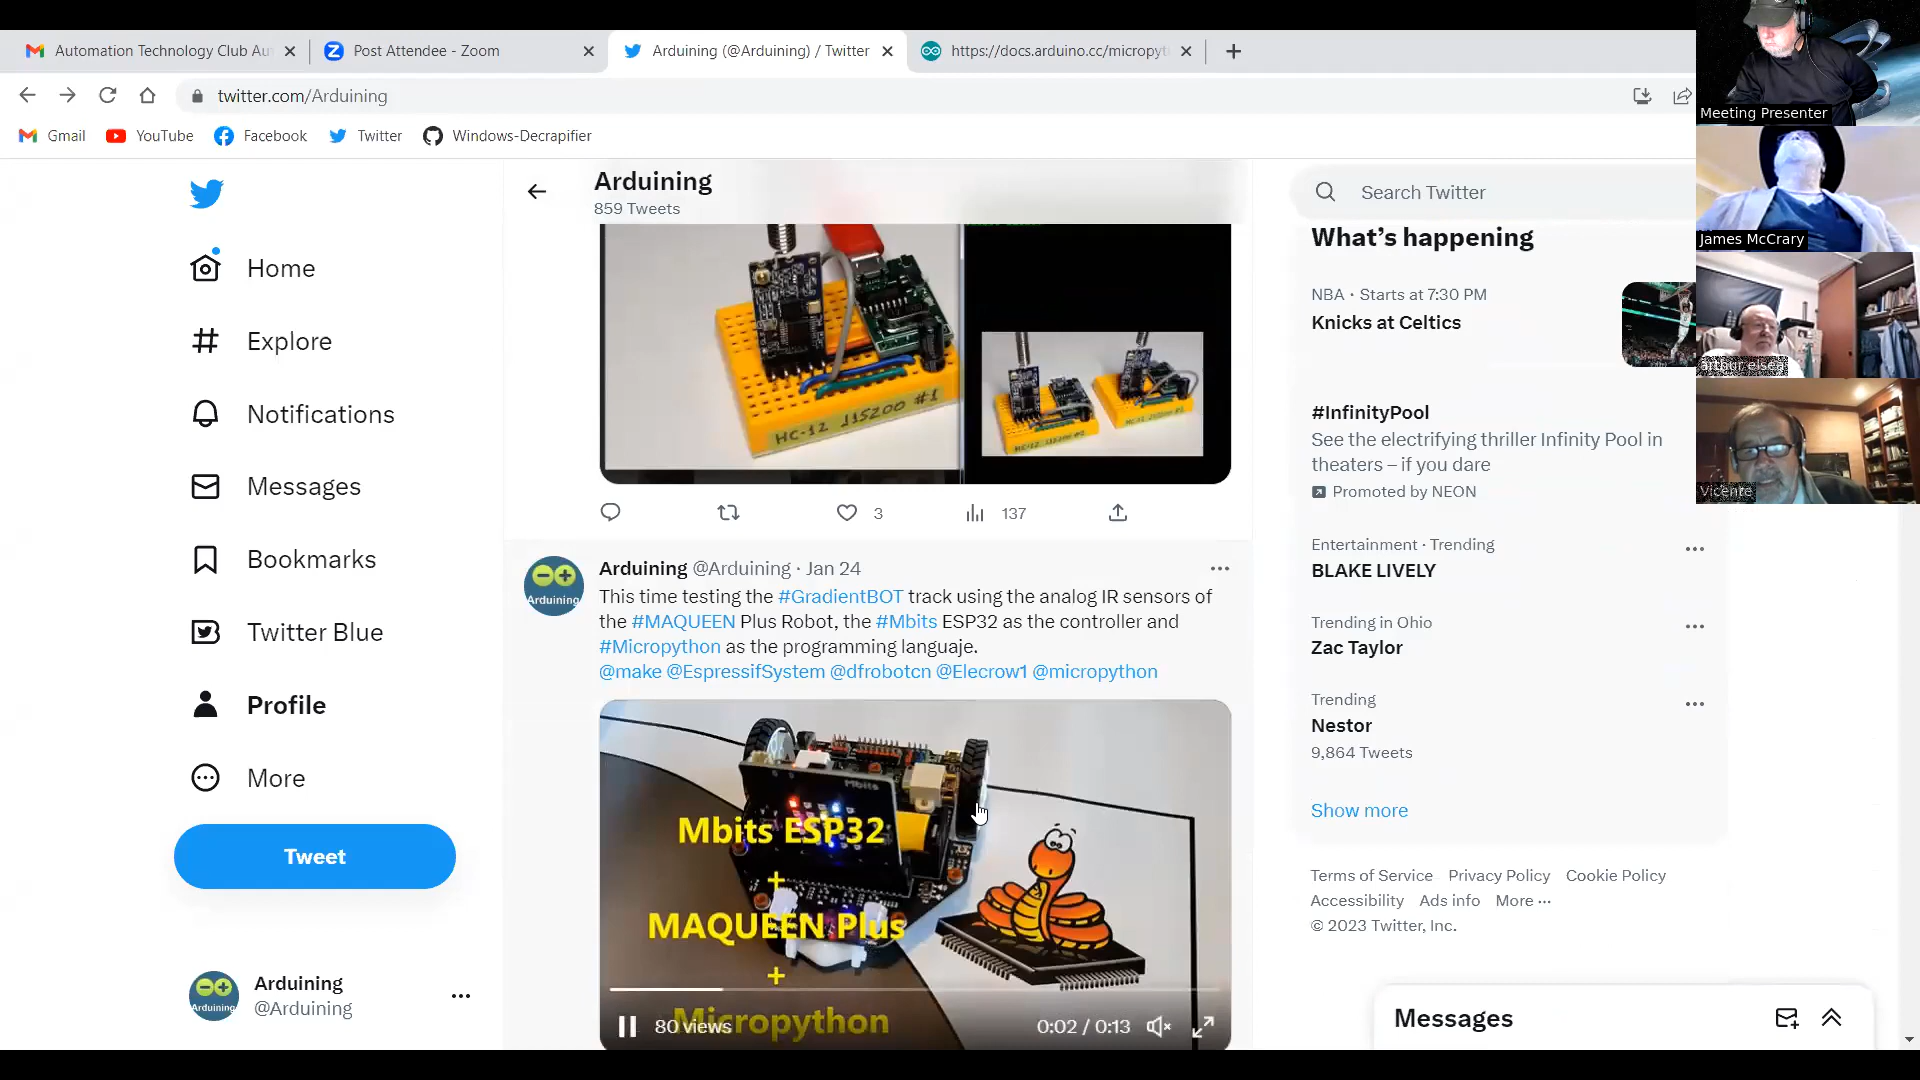 Automation Technology Club Au
Post Attendee - Zoom
Arduining (@Arduining) / Twitter
https://docs.arduino.cc/micropyt
twitter.com/Arduining
Gmail
YouTube
Facebook
Twitter
Windows-Decrapifier
Meeting Presenter
James McCrary
arthur elsea
Vicente
Home
Explore
Notifications
Messages
Bookmarks
Twitter Blue
Profile
More
Tweet
Arduining
Arduining
@Arduining
Arduining
859 Tweets
HC-12 115200 #1
3
137
Arduining
Arduining @Arduining · Jan 24
This time testing the #GradientBOT track using the analog IR sensors of
the #MAQUEEN Plus Robot, the #Mbits ESP32 as the controller and
#Micropython as the programming languaje.
@make @EspressifSystem @dfrobotcn @Elecrow1 @micropython
Mbits
Mbits ESP32
+
MAQUEEN Plus
+
Micropython
80 views
0:02 / 0:13
Search Twitter
What's happening
NBA · Starts at 7:30 PM
Knicks at Celtics
#InfinityPool
See the electrifying thriller Infinity Pool in
theaters – if you dare
Promoted by NEON
Entertainment · Trending
BLAKE LIVELY
Trending in Ohio
Zac Taylor
Trending
Nestor
9,864 Tweets
Show more
Terms of Service Privacy Policy Cookie Policy
Accessibility Ads info More ···
© 2023 Twitter, Inc.
Messages